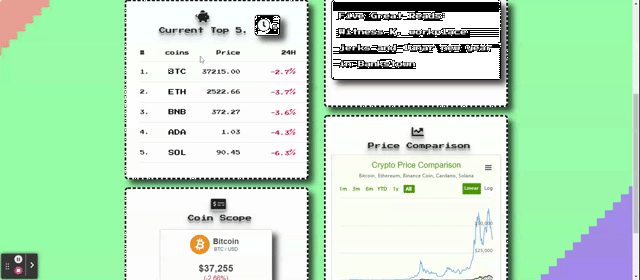 Current Top 5.
# coins Price 24H
1. BTC 37215.00 -2.7%
2. ETH 2522.66 -3.7%
3. BNB 372.27 -3.6%
4. ADA 1.03 -4.3%
5. SOL 90.45 -6.3%
Coin Scope
Bitcoin
BTC / USD
$37,255
(-2.66%)
Five Great Reads:
Price Comparison
Crypto Price Comparison
Bitcoin, Ethereum, Binance Coin, Cardano, Solana
1m 3m 6m YTD 1y All Linear Log
$50,000
$25,000